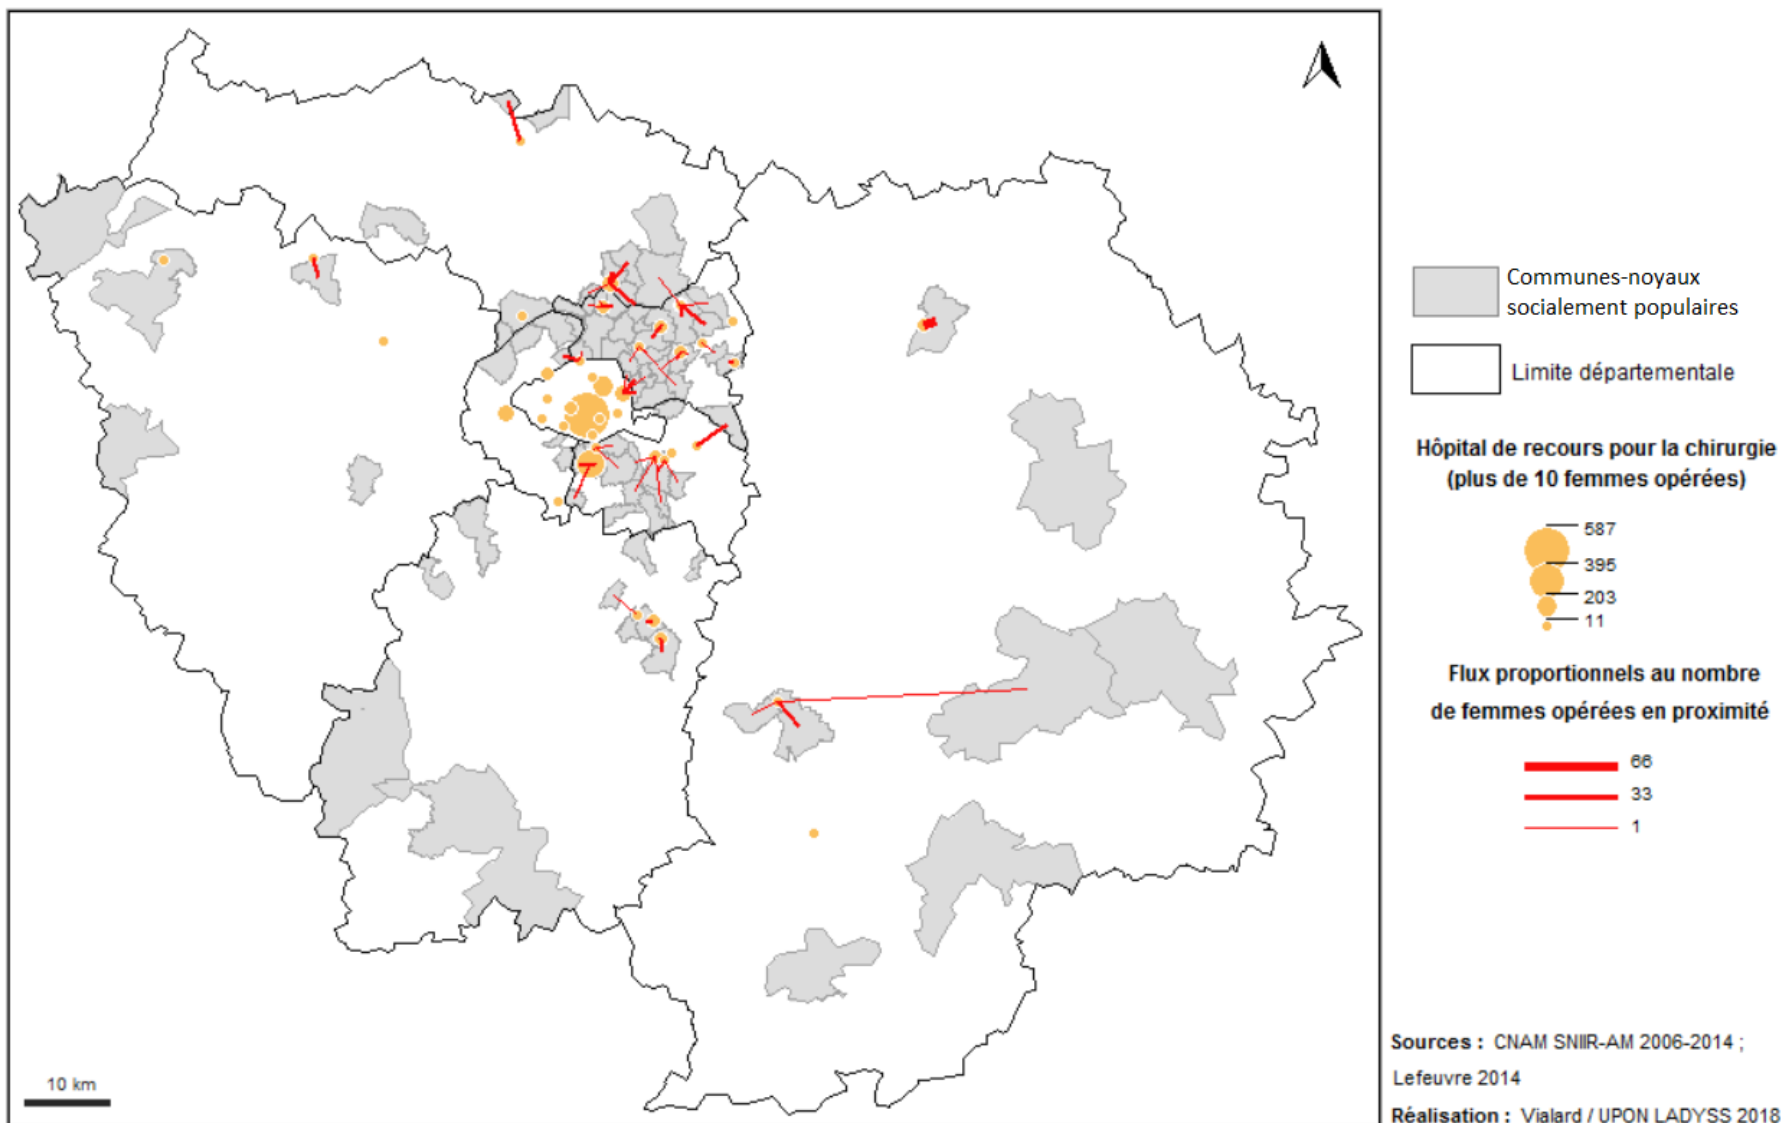 Communes-noyaux
socialement populaires
Limite départementale
Hôpital de recours pour la chirurgie
(plus de 10 femmes opérées)
587
395
203
11
Flux proportionnels au nombre
de femmes opérées en proximité
66
33
1
10 km
Sources : CNAM SNIIR-AM 2006-2014 ;
Lefeuvre 2014
Réalisation : Vialard / UPON LADYSS 2018